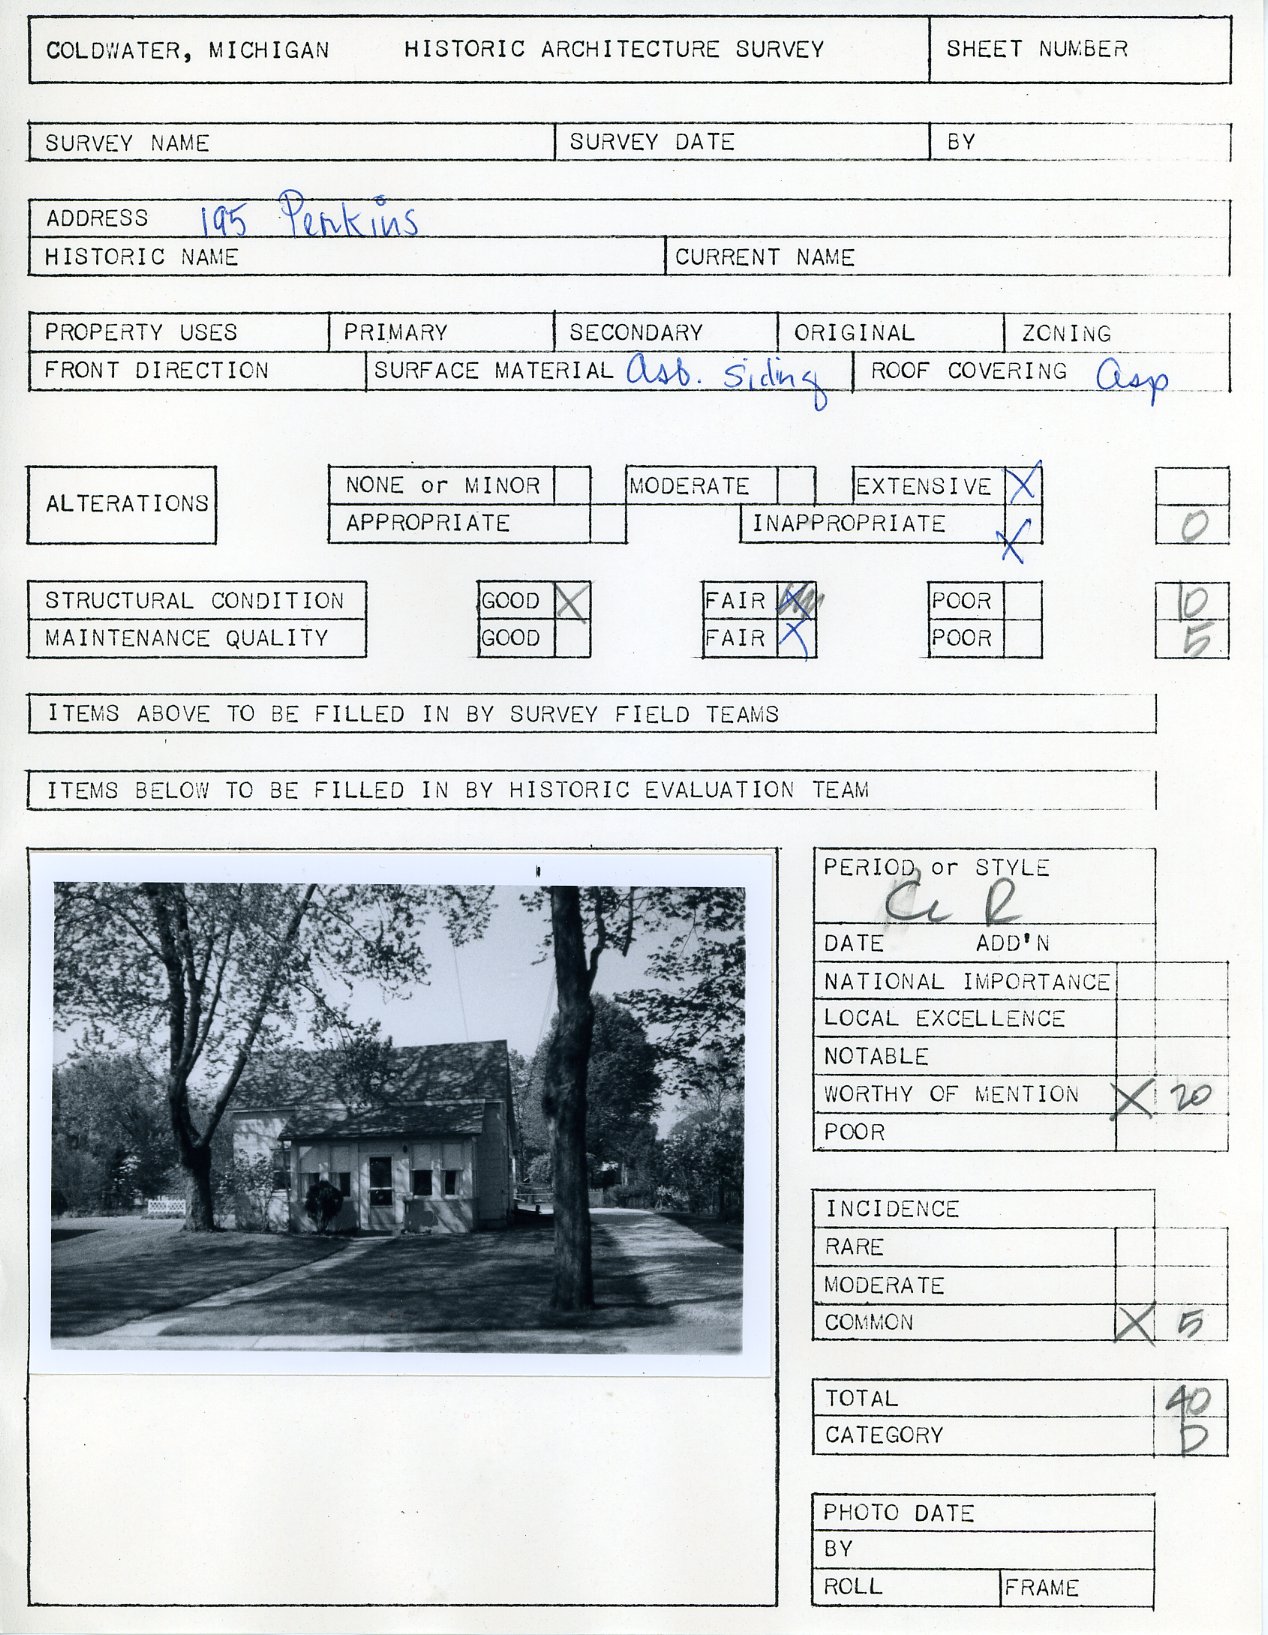 COLDWATER, MICHIGAN HISTORIC ARCHITECTURE SURVEY SHEET NUMBER
SURVEY NAME SURVEY DATE BY
ADDRESS 195 Perkins
HISTORIC NAME CURRENT NAME
PROPERTY USES PRIMARY SECONDARY ORIGINAL ZONING
FRONT DIRECTION SURFACE MATERIAL Asb. Siding ROOF COVERING Asp
ALTERATIONS
NONE or MINOR MODERATE EXTENSIVE X
APPROPRIATE INAPPROPRIATE X 0
STRUCTURAL CONDITION GOOD X FAIR X POOR 10
MAINTENANCE QUALITY GOOD FAIR X POOR 5
ITEMS ABOVE TO BE FILLED IN BY SURVEY FIELD TEAMS
ITEMS BELOW TO BE FILLED IN BY HISTORIC EVALUATION TEAM
PERIOD or STYLE
R
DATE ADD'N
NATIONAL IMPORTANCE
LOCAL EXCELLENCE
NOTABLE
WORTHY OF MENTION X 20
POOR
INCIDENCE
RARE
MODERATE
COMMON X 5
TOTAL 40
CATEGORY D
PHOTO DATE
BY
ROLL FRAME